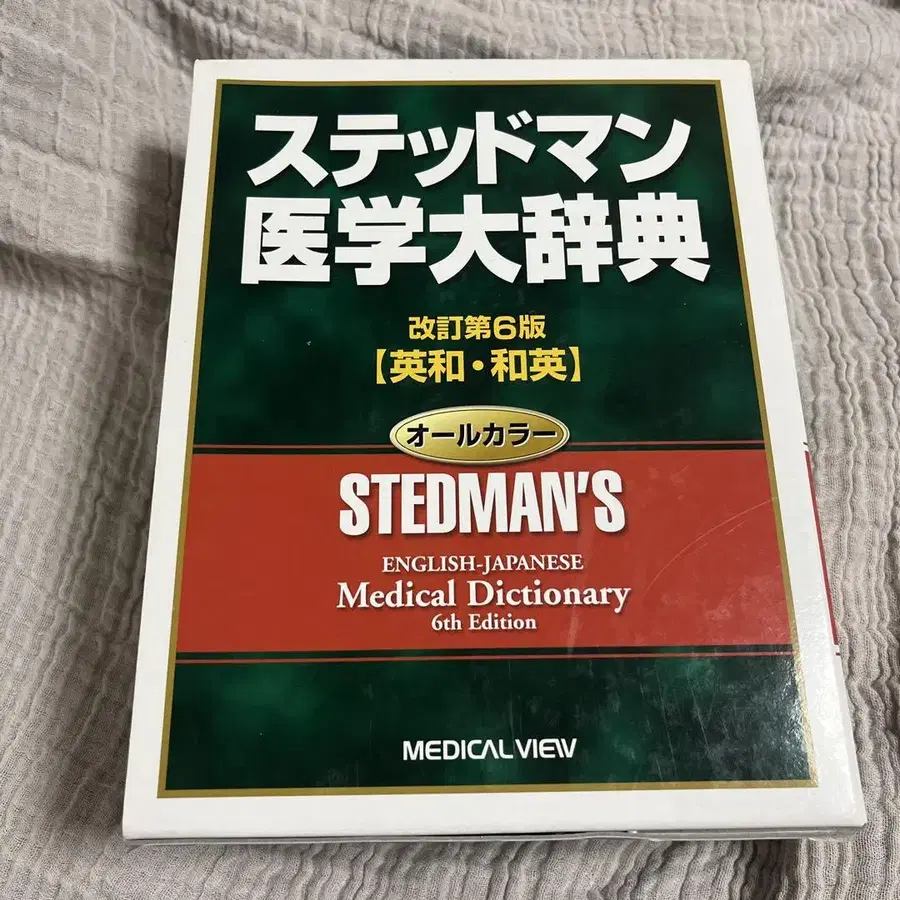 ステッドマン
医学大辞典
改訂第6版
【英和・和英】
オールカラー
STEDMAN'S
ENGLISH-JAPANESE
Medical Dictionary
6th Edition
MEDICAL VIEW